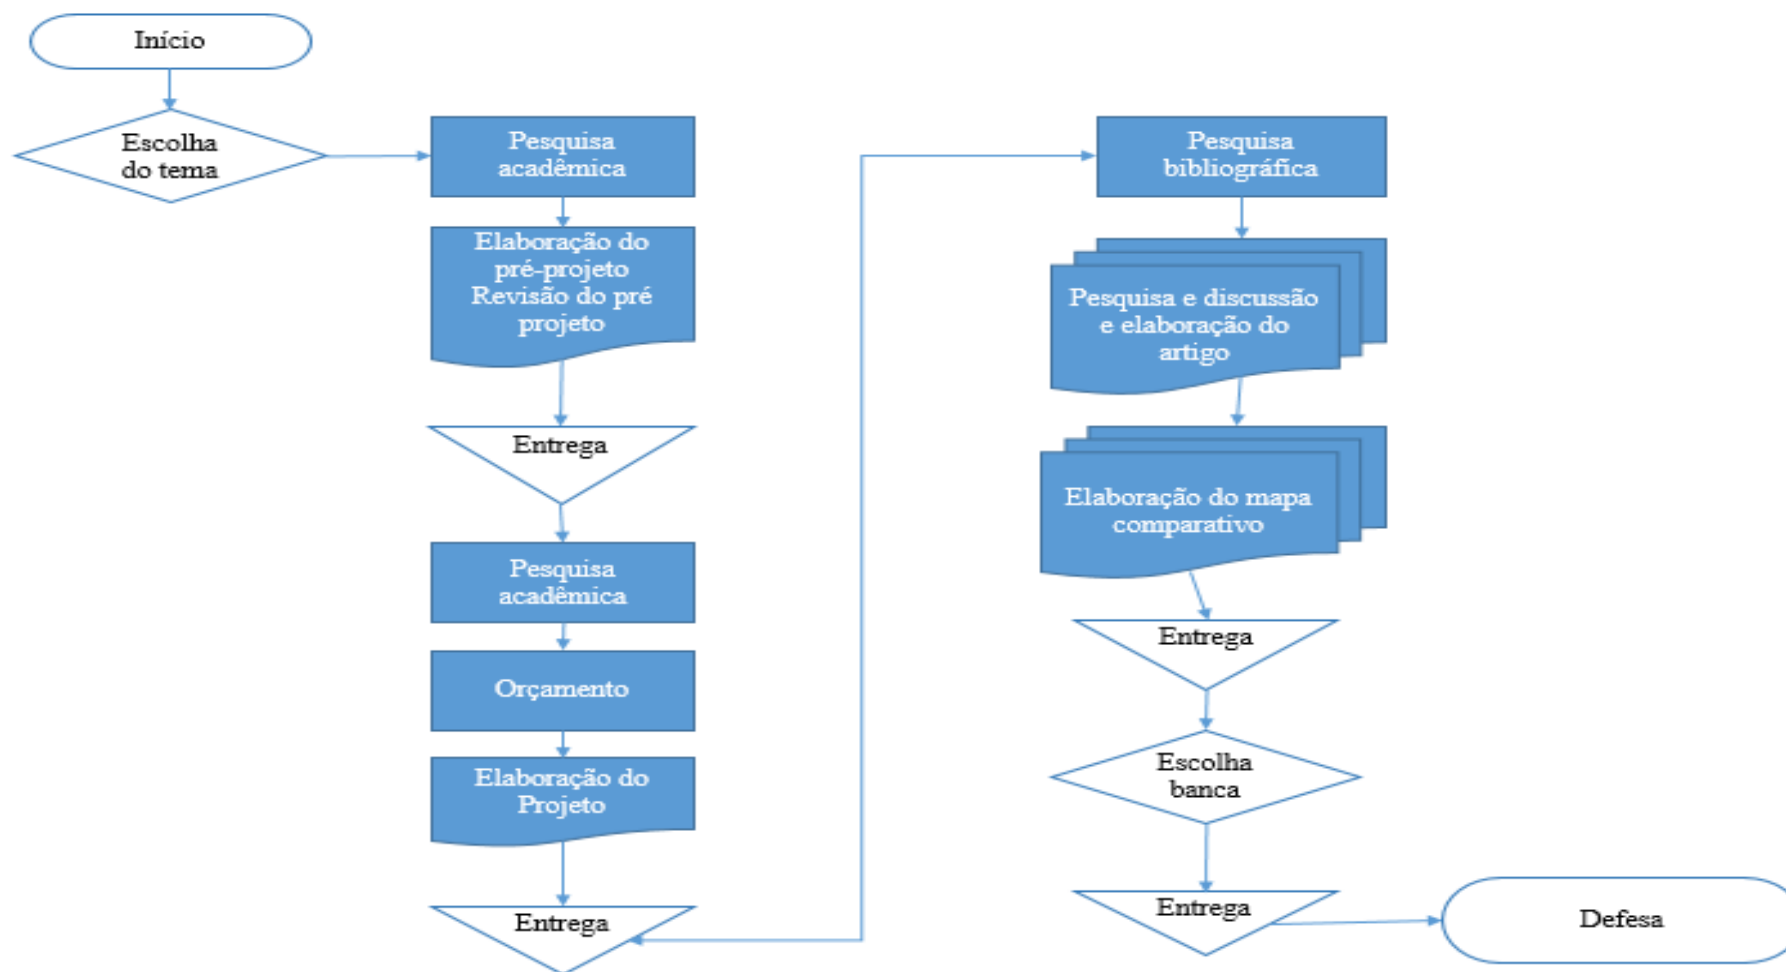 Início
Escolha
do tema
Pesquisa
acadêmica
Elaboração do
pré-projeto
Revisão do pré
projeto
Entrega
Pesquisa
acadêmica
Orçamento
Elaboração do
Projeto
Entrega
Pesquisa
bibliográfica
Pesquisa e discussão
e elaboração do
artigo
Elaboração do mapa
comparativo
Entrega
Escolha
banca
Entrega
Defesa